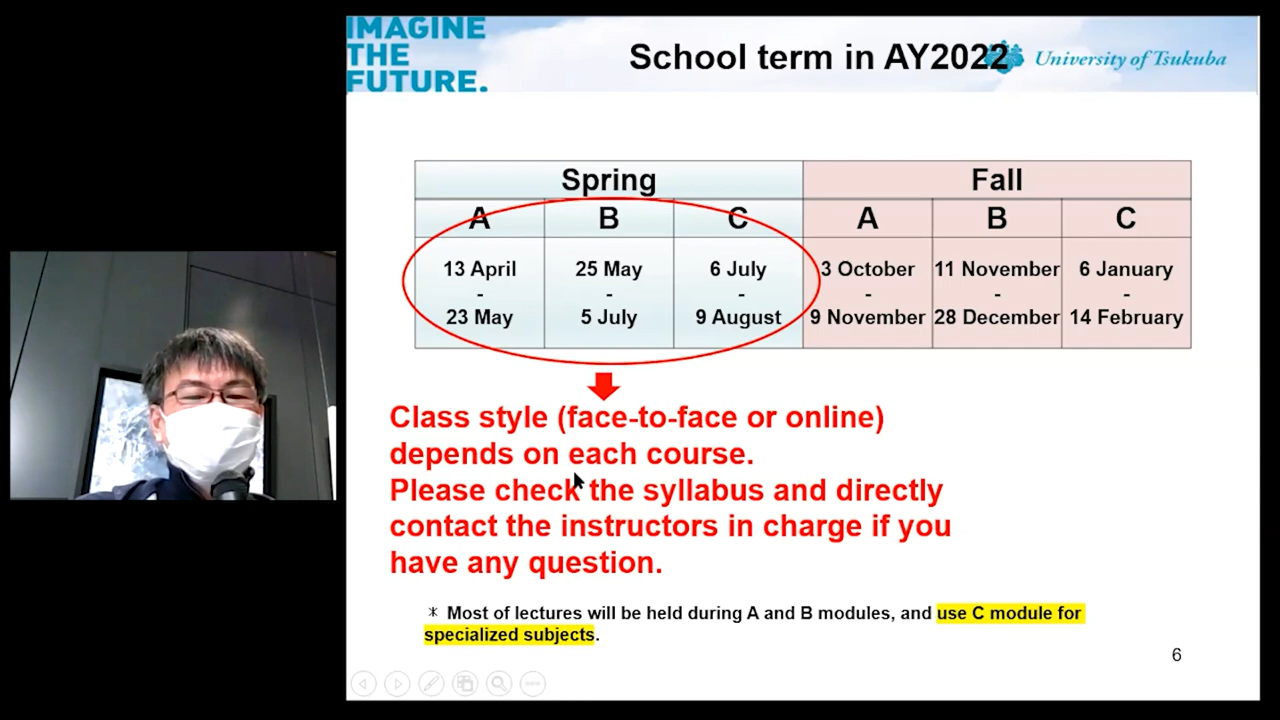 IMAGINE
THE
FUTURE.
School term in AY2022
University of Tsukuba
Spring
Fall
A
B
C
A
B
C
13 April
-
23 May
25 May
-
5 July
6 July
-
9 August
3 October
-
9 November
11 November
-
28 December
6 January
-
14 February
Class style (face-to-face or online)
depends on each course.
Please check the syllabus and directly
contact the instructors in charge if you
have any question.
* Most of lectures will be held during A and B modules, and use C module for
specialized subjects.
6